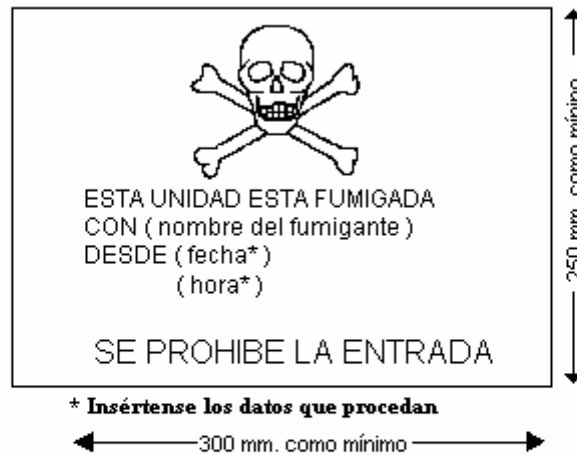 ESTA UNIDAD ESTA FUMIGADA
CON ( nombre del fumigante )
DESDE ( fecha* )
( hora* )
SE PROHIBE LA ENTRADA
* Insértense los datos que procedan
300 mm. como mínimo
250 mm. como mínimo